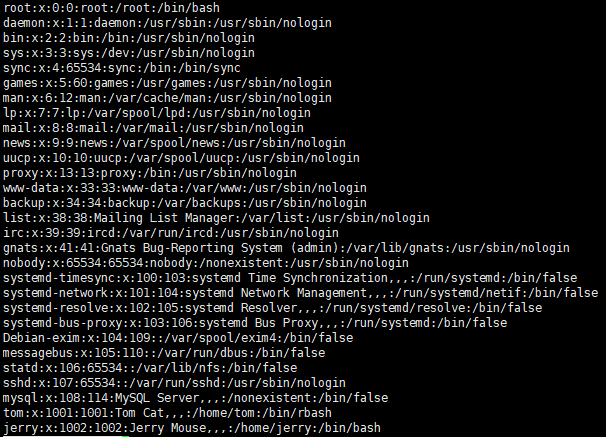 root:x:0:0:root:/root:/bin/bash
daemon:x:1:1:daemon:/usr/sbin:/usr/sbin/nologin
bin:x:2:2:bin:/bin:/usr/sbin/nologin
sys:x:3:3:sys:/dev:/usr/sbin/nologin
sync:x:4:65534:sync:/bin:/bin/sync
games:x:5:60:games:/usr/games:/usr/sbin/nologin
man:x:6:12:man:/var/cache/man:/usr/sbin/nologin
lp:x:7:7:lp:/var/spool/lpd:/usr/sbin/nologin
mail:x:8:8:mail:/var/mail:/usr/sbin/nologin
news:x:9:9:news:/var/spool/news:/usr/sbin/nologin
uucp:x:10:10:uucp:/var/spool/uucp:/usr/sbin/nologin
proxy:x:13:13:proxy:/bin:/usr/sbin/nologin
www-data:x:33:33:www-data:/var/www:/usr/sbin/nologin
backup:x:34:34:backup:/var/backups:/usr/sbin/nologin
list:x:38:38:Mailing List Manager:/var/list:/usr/sbin/nologin
irc:x:39:39:ircd:/var/run/ircd:/usr/sbin/nologin
gnats:x:41:41:Gnats Bug-Reporting System (admin):/var/lib/gnats:/usr/sbin/nologin
nobody:x:65534:65534:nobody:/nonexistent:/usr/sbin/nologin
systemd-timesync:x:100:103:systemd Time Synchronization,,,:/run/systemd:/bin/false
systemd-network:x:101:104:systemd Network Management,,,:/run/systemd/netif:/bin/false
systemd-resolve:x:102:105:systemd Resolver,,,:/run/systemd/resolve:/bin/false
systemd-bus-proxy:x:103:106:systemd Bus Proxy,,,:/run/systemd:/bin/false
Debian-exim:x:104:109::/var/spool/exim4:/bin/false
messagebus:x:105:110::/var/run/dbus:/bin/false
statd:x:106:65534::/var/lib/nfs:/bin/false
sshd:x:107:65534::/var/run/sshd:/usr/sbin/nologin
mysql:x:108:114:MySQL Server,,,:/nonexistent:/bin/false
tom:x:1001:1001:Tom Cat,,,:/home/tom:/bin/rbash
jerry:x:1002:1002:Jerry Mouse,,,:/home/jerry:/bin/bash